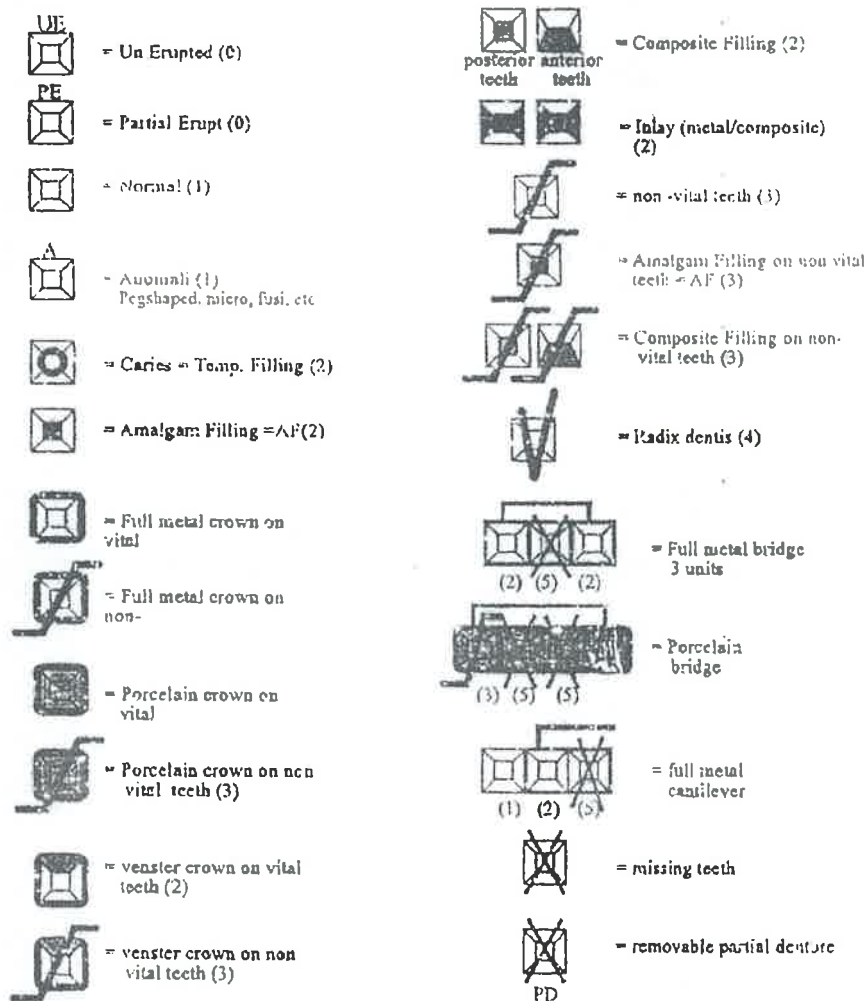 UE
= Un Erupted (0)
PE
= Partial Erupt (0)
= Normal (1)
A
= Anomali (1)
Pegshaped, micro, fusi, etc
= Caries = Temp. Filling (2)
= Amalgam Filling =AF(2)
= Full metal crown on
vital
= Full metal crown on
non-
= Porcelain crown on
vital
= Porcelain crown on non
vital teeth (3)
= venster crown on vital
teeth (2)
= venster crown on non
vital teeth (3)
posterior
teeth
anterior
teeth
= Composite Filling (2)
= Inlay (metal/composite)
(2)
= non -vital teeth (3)
= Amalgam Filling on non vital
teeth = AF (3)
= Composite Filling on non-
vital teeth (3)
= Radix dentis (4)
= Full metal bridge
3 units
(2) (5) (2)
= Porcelain
bridge
(3) (5) (5)
= full metal
cantilever
(1) (2) (5)
= missing teeth
= removable partial denture
PD